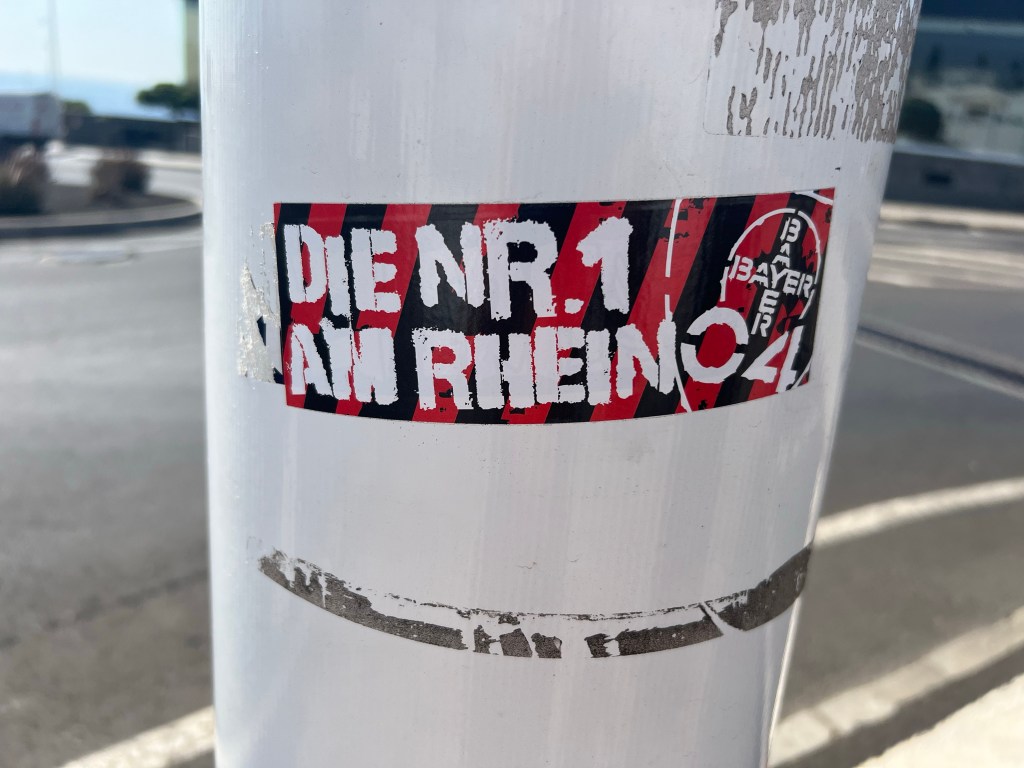 DIE NR.1
AM RHEIN
BAYER
BAYER
04